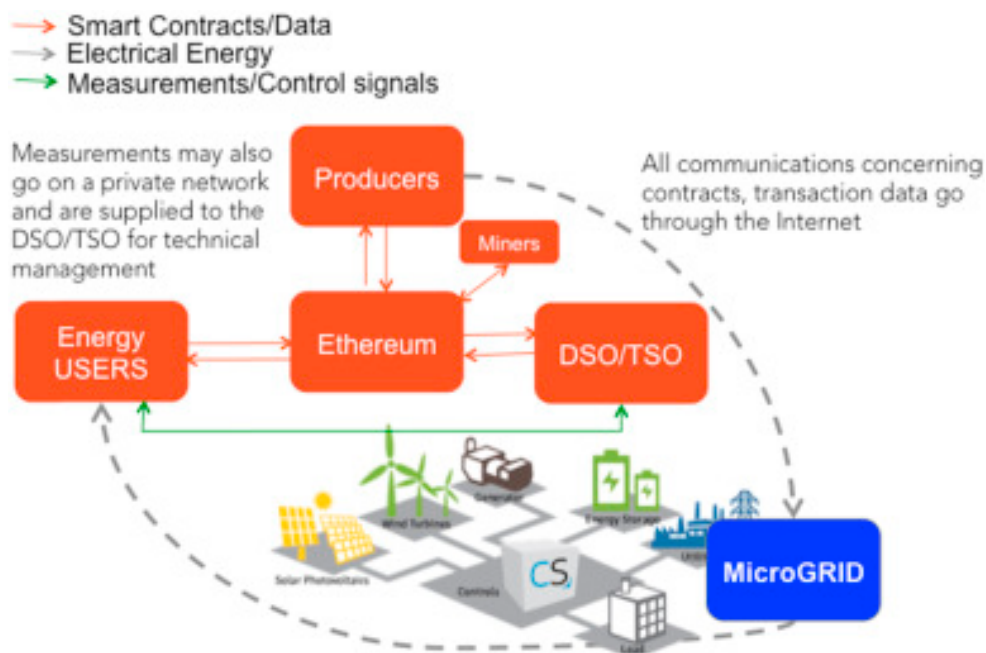 Smart Contracts/Data
Electrical Energy
Measurements/Control signals
Measurements may also
go on a private network
and are supplied to the
DSO/TSO for technical
management
Producers
All communications concerning
contracts, transaction data go
through the Internet
Miners
Energy
USERS
Ethereum
DSO/TSO
Generator
Wind Turbines
Energy Storage
Solar Photovoltaics
Controls
CS
MicroGRID
Load